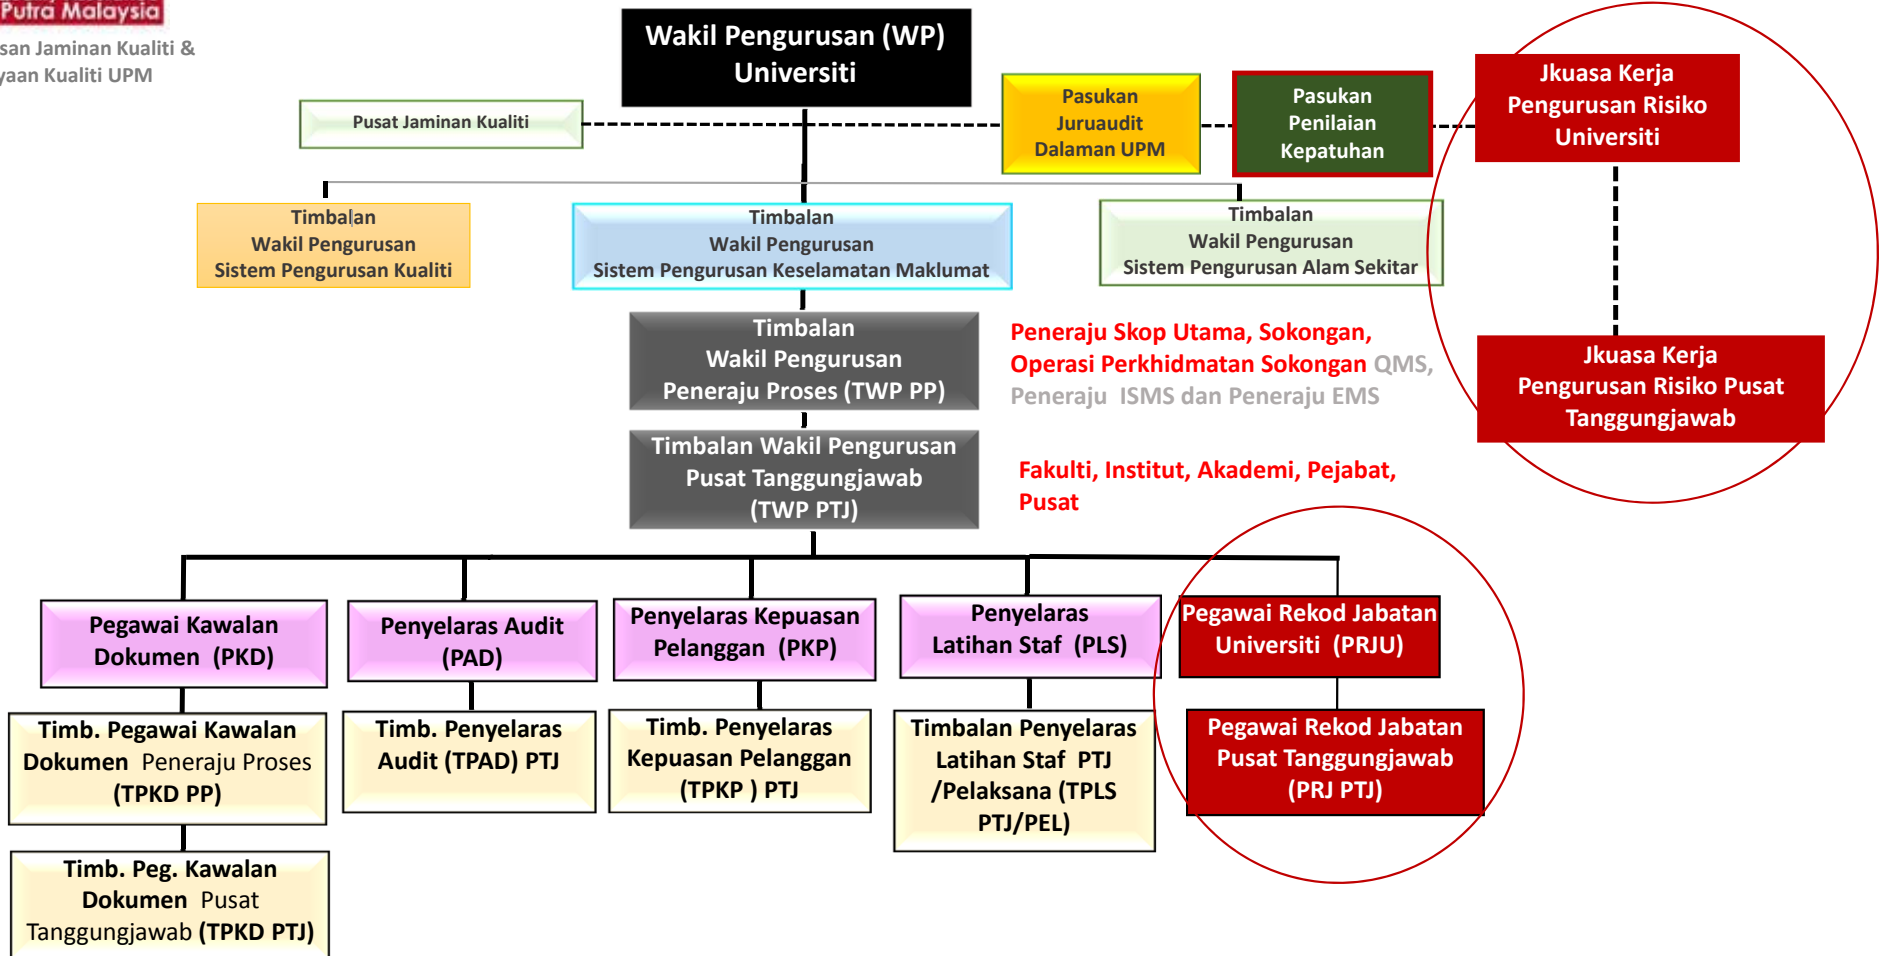 Putra Malaysia
san Jaminan Kualiti &
yaan Kualiti UPM
Wakil Pengurusan (WP)
Universiti
Pusat Jaminan Kualiti
Pasukan
Juruaudit
Dalaman UPM
Pasukan
Penilaian
Kepatuhan
Jkuasa Kerja
Pengurusan Risiko
Universiti
Timbalan
Wakil Pengurusan
Sistem Pengurusan Kualiti
Timbalan
Wakil Pengurusan
Sistem Pengurusan Keselamatan Maklumat
Timbalan
Wakil Pengurusan
Sistem Pengurusan Alam Sekitar
Timbalan
Wakil Pengurusan
Peneraju Proses (TWP PP)
Peneraju Skop Utama, Sokongan,
Operasi Perkhidmatan Sokongan QMS,
Peneraju ISMS dan Peneraju EMS
Jkuasa Kerja
Pengurusan Risiko Pusat
Tanggungjawab
Timbalan Wakil Pengurusan
Pusat Tanggungjawab
(TWP PTJ)
Fakulti, Institut, Akademi, Pejabat,
Pusat
Pegawai Kawalan
Dokumen (PKD)
Penyelaras Audit
(PAD)
Penyelaras Kepuasan
Pelanggan (PKP)
Penyelaras
Latihan Staf (PLS)
Pegawai Rekod Jabatan
Universiti (PRJU)
Timb. Pegawai Kawalan
Dokumen Peneraju Proses
(TPKD PP)
Timb. Penyelaras
Audit (TPAD) PTJ
Timb. Penyelaras
Kepuasan Pelanggan
(TPKP ) PTJ
Timbalan Penyelaras
Latihan Staf PTJ
/Pelaksana (TPLS
PTJ/PEL)
Pegawai Rekod Jabatan
Pusat Tanggungjawab
(PRJ PTJ)
Timb. Peg. Kawalan
Dokumen Pusat
Tanggungjawab (TPKD PTJ)